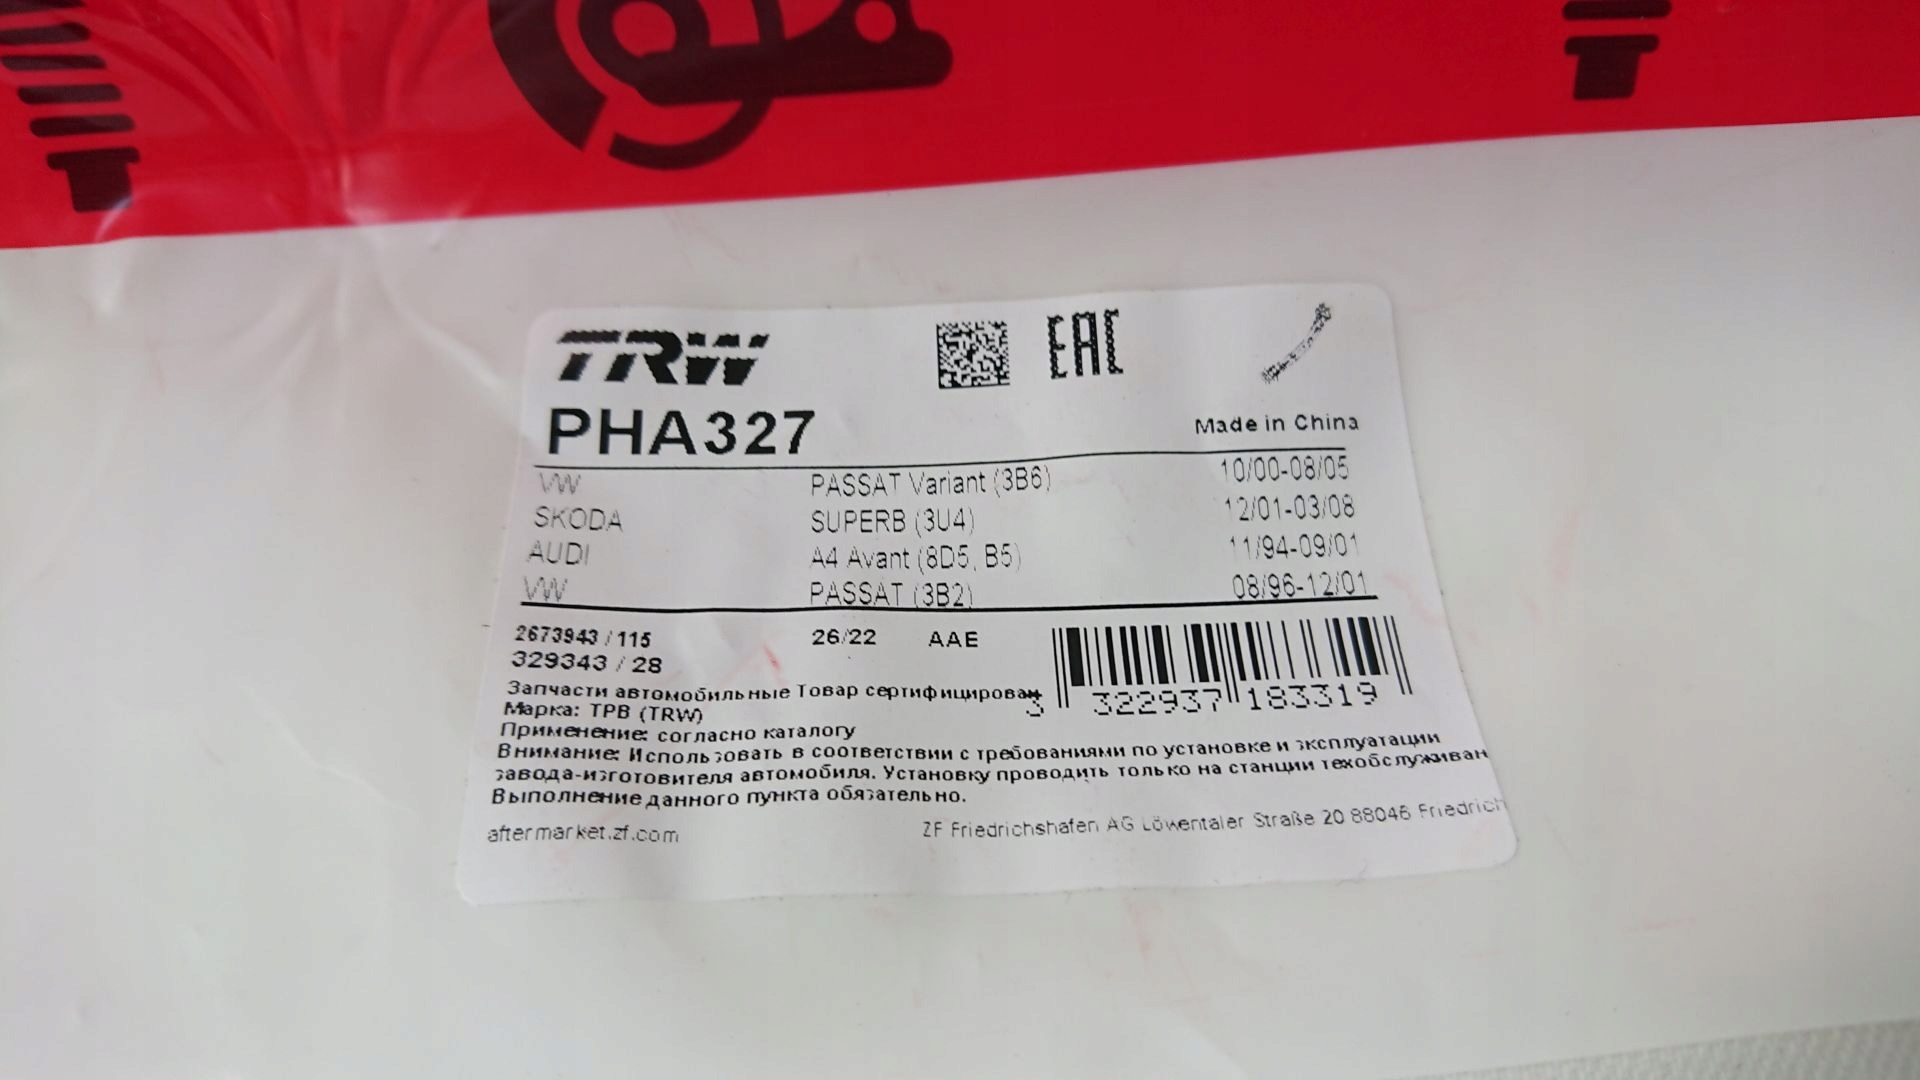 TRW
EAC
PHA327
Made in China
VW PASSAT Variant (3B6) 10/00-08/05
SKODA SUPERB (3U4) 12/01-03/08
AUDI A4 Avant (8D5, B5) 11/94-09/01
VW PASSAT (3B2) 08/96-12/01
2673943 / 115 26/22 AAE
329343 / 28
3 322937 183319
Запчасти автомобильные Товар сертифицирован
Марка: ТРВ (TRW)
Применение: согласно каталогу
Внимание: Использовать в соответствии с требованиями по установке и эксплуатации
завода-изготовителя автомобиля. Установку проводить только на станции техобслуживан
Выполнение данного пункта обязательно.
aftermarket.zf.com ZF Friedrichshafen AG Löwentaler Straße 20 88046 Friedrich